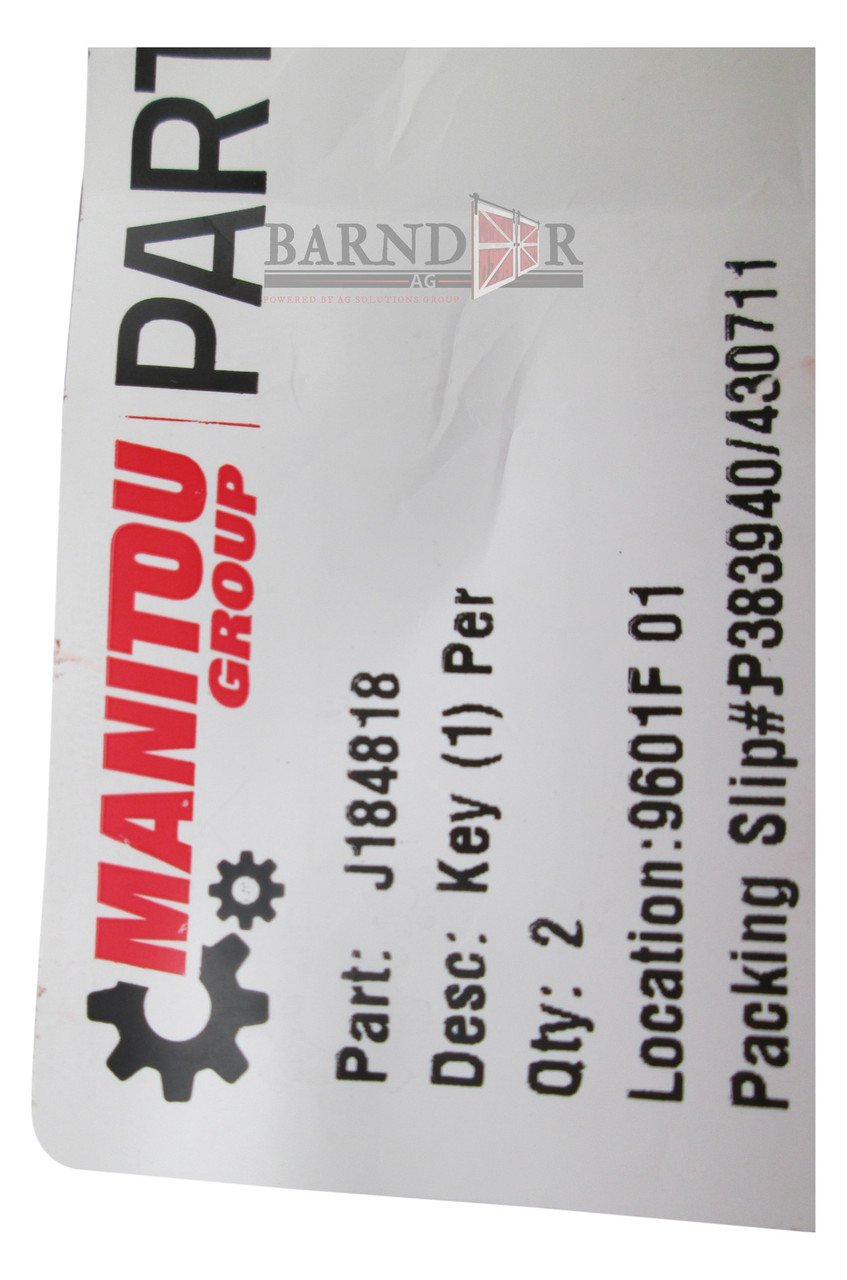 MANITOU | PART
GROUP
Part: J184818
Desc: Key (1) Per
Qty: 2
Location:9601F 01
Packing Slip#P383940/430711
BARNDOOR
AG
POWERED BY AG SOLUTIONS GROUP